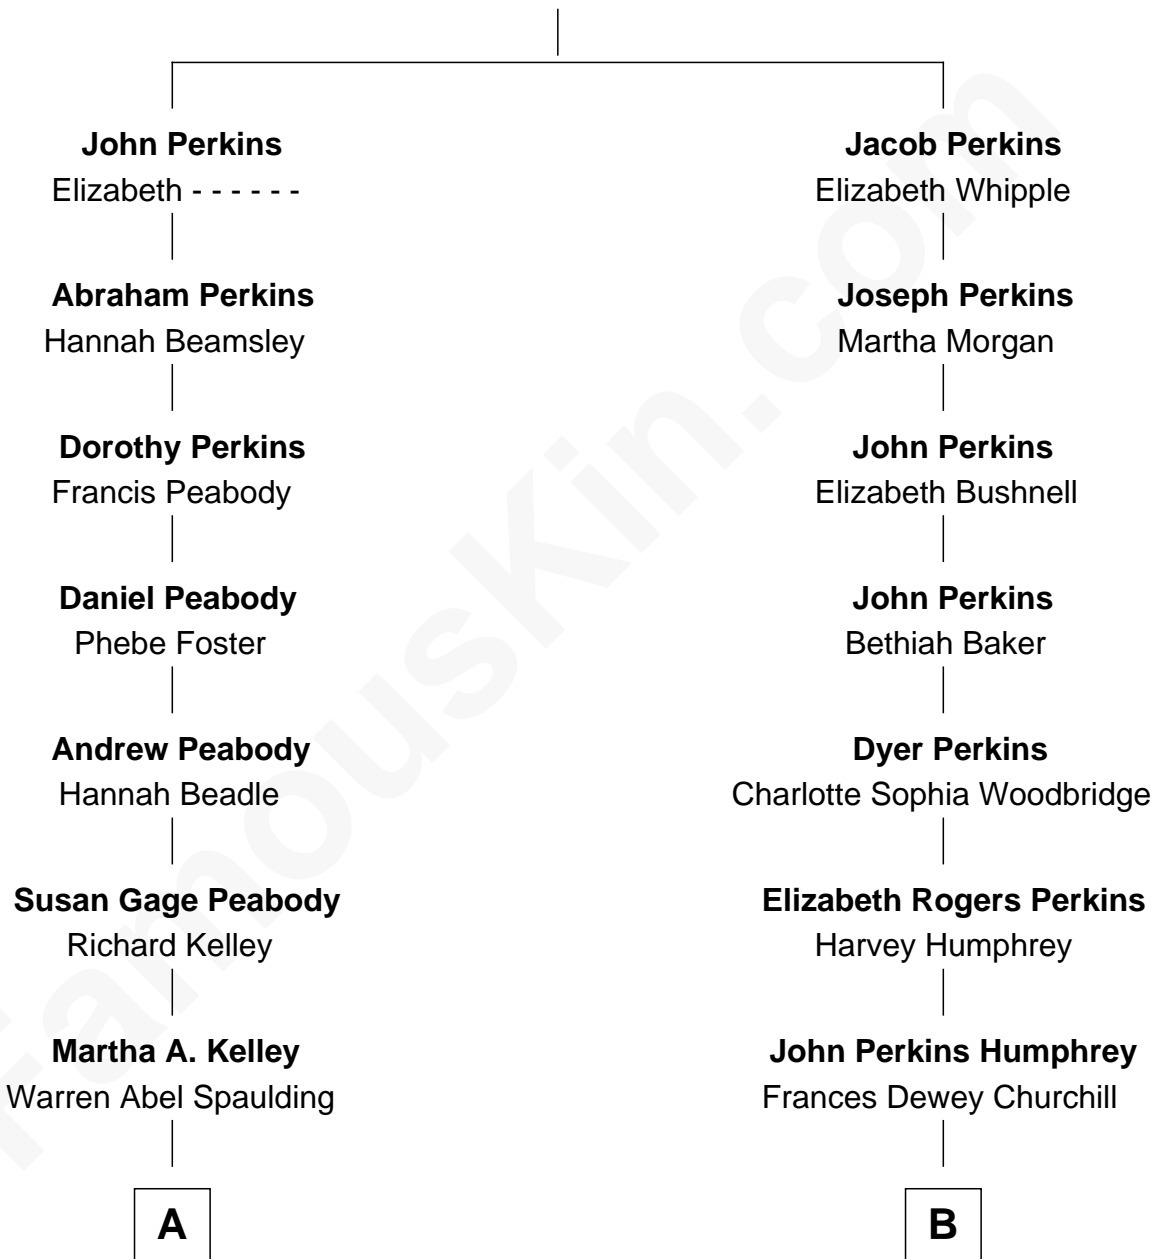 John Perkins
Elizabeth - - - - - -
Abraham Perkins
Hannah Beamsley
Dorothy Perkins
Francis Peabody
Daniel Peabody
Phebe Foster
Andrew Peabody
Hannah Beadle
Susan Gage Peabody
Richard Kelley
Martha A. Kelley
Warren Abel Spaulding
A
Jacob Perkins
Elizabeth Whipple
Joseph Perkins
Martha Morgan
John Perkins
Elizabeth Bushnell
John Perkins
Bethiah Baker
Dyer Perkins
Charlotte Sophia Woodbridge
Elizabeth Rogers Perkins
Harvey Humphrey
John Perkins Humphrey
Frances Dewey Churchill
B
FamousKin.com